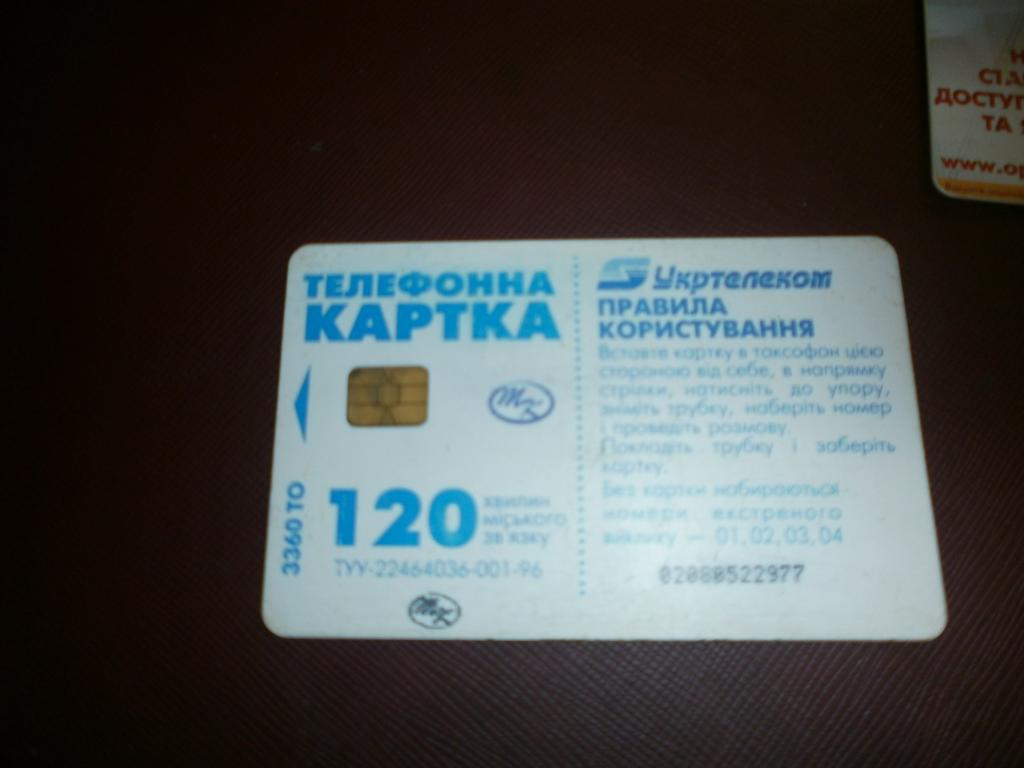 ТЕЛЕФОННА
КАРТКА
3360 ТО
120
хвилин
міського
зв'язку
ТУУ-22464036-001-96
Укртелеком
ПРАВИЛА
КОРИСТУВАННЯ
Вставте картку в таксофон цією
стороною від себе, в напрямку
стрілки, натисніть до упору,
зніміть трубку, наберіть номер
і проведіть розмову.
Покладіть трубку і заберіть
картку.
Без картки набираються
номери екстреного
виклику — 01,02,03,04
02080522977
ТА
www.op